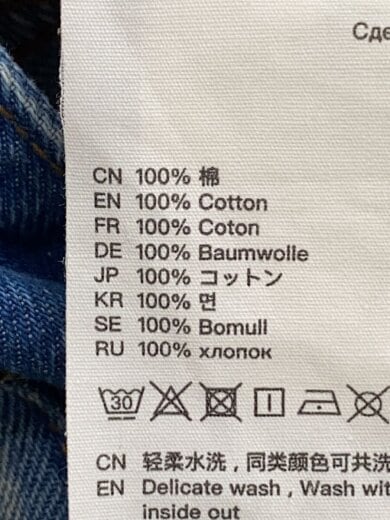 Сде
CN 100% 棉
EN 100% Cotton
FR 100% Coton
DE 100% Baumwolle
JP 100% コットン
KR 100% 면
SE 100% Bomull
RU 100% хлопок
30
CN 轻柔水洗，同类颜色可共洗
EN Delicate wash , Wash wit
inside out